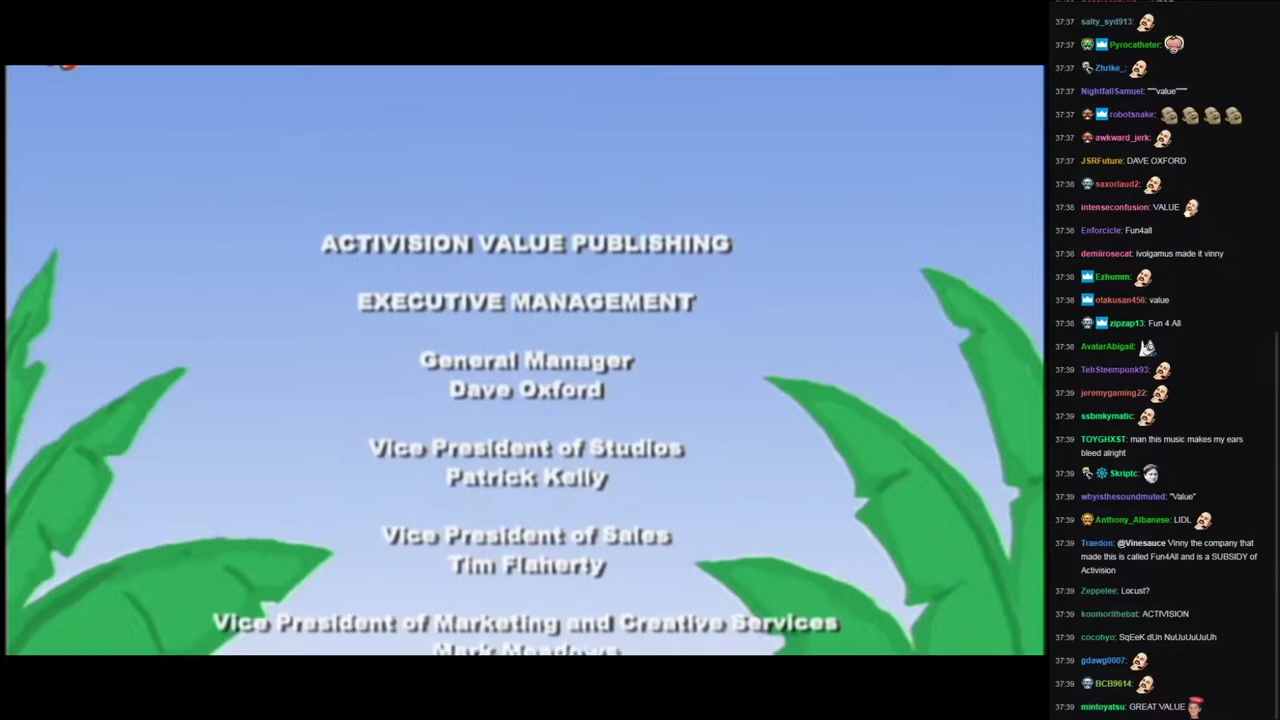 ACTIVISION VALUE PUBLISHING
EXECUTIVE MANAGEMENT
General Manager
Dave Oxford
Vice President of Studios
Patrick Kelly
Vice President of Sales
Tim Flaherty
Vice President of Marketing and Creative Services
Mark Meadows
37:37 salty_syd913:
37:37 Pyrocatheter:
37:37 Zhrike_:
37:37 NightfallSamuel: """value""""
37:37 robotsnake:
37:37 awkward_jerk:
37:37 JSRFuture: DAVE OXFORD
37:38 saxorlaud2:
37:38 intenseconfusion: VALUE
37:38 Enforcicle: Fun4all
37:38 demiirosecat: ivolgamus made it vinny
37:38 Ezhumm:
37:38 otakusan456: value
37:38 zipzap13: Fun 4 All
37:38 AvatarAbigail:
37:39 TehSteempunk93:
37:39 jeremygaming22:
37:39 ssbmkymatic:
37:39 TOYGHXST: man this music makes my ears
bleed alright
37:39 Skriptc:
37:39 whyisthesoundmuted: "Value"
37:39 Anthony_Albanese: LIDL
37:39 Traedon: @Vinesauce Vinny the company that
made this is called Fun4All and is a SUBSIDY of
Activision
37:39 Zeppelee: Locust?
37:39 koumorithebat: ACTIVISION
37:39 cocohyo: SqEeK dUn NuUuUuUuUh
37:39 gdawg0007:
37:39 BCB9614:
37:39 mintoyatsu: GREAT VALUE